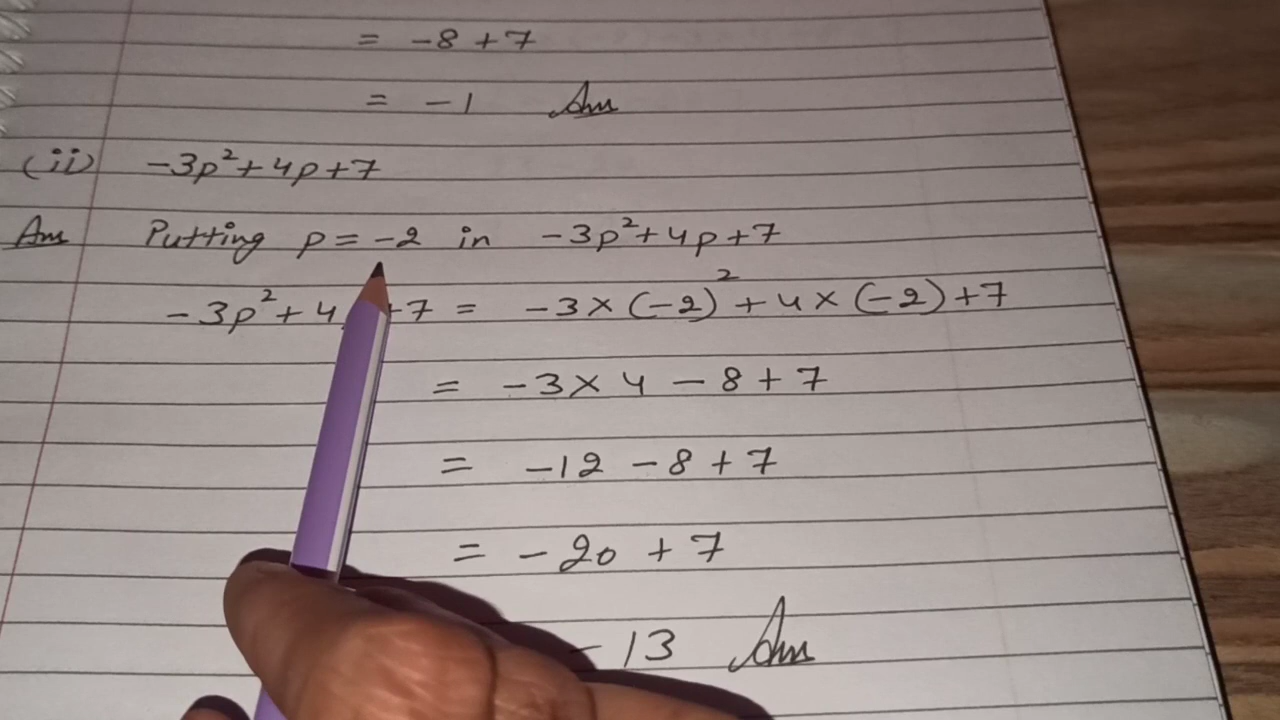 = -8 + 7
= -1 Ans
(ii) -3p² + 4p + 7
Ans Putting p = -2 in -3p² + 4p + 7
-3p² + 4 +7 = -3 × (-2)² + 4 × (-2) + 7
= -3 × 4 - 8 + 7
= -12 - 8 + 7
= -20 + 7
-13 Ans